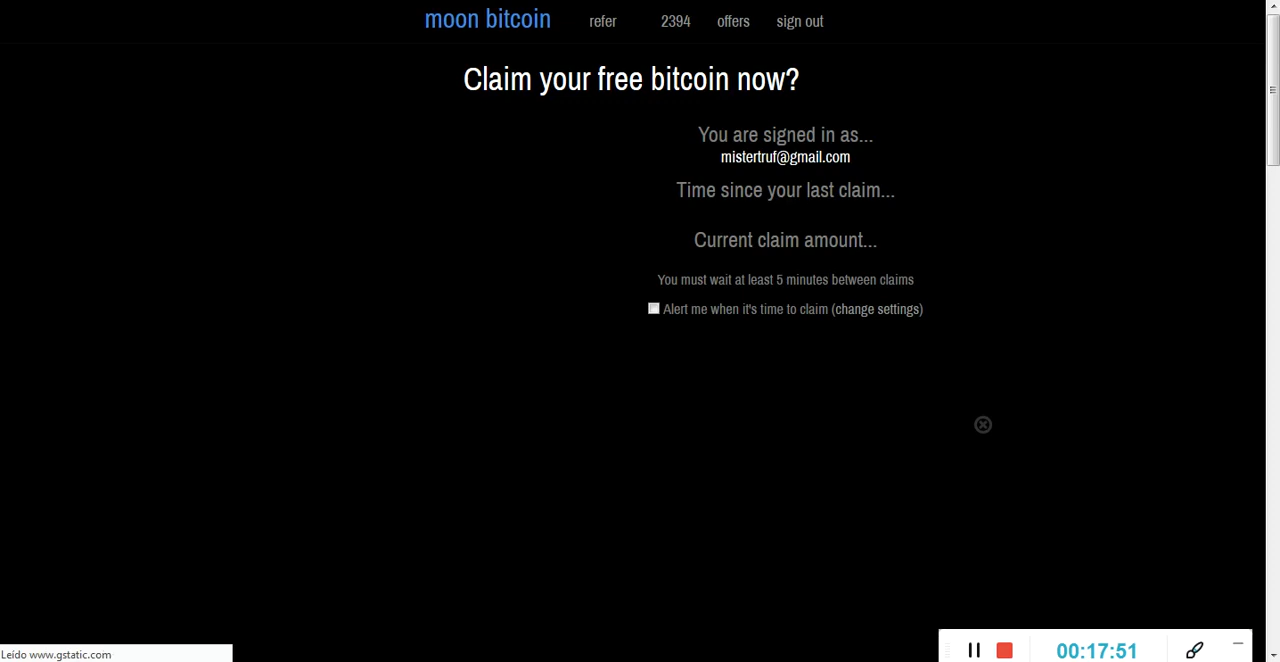 moon bitcoin refer 2394 offers sign out
Claim your free bitcoin now?
You are signed in as...
mistertruf@gmail.com
Time since your last claim...
Current claim amount...
You must wait at least 5 minutes between claims
Alert me when it's time to claim (change settings)
Leído www.gstatic.com
00:17:51